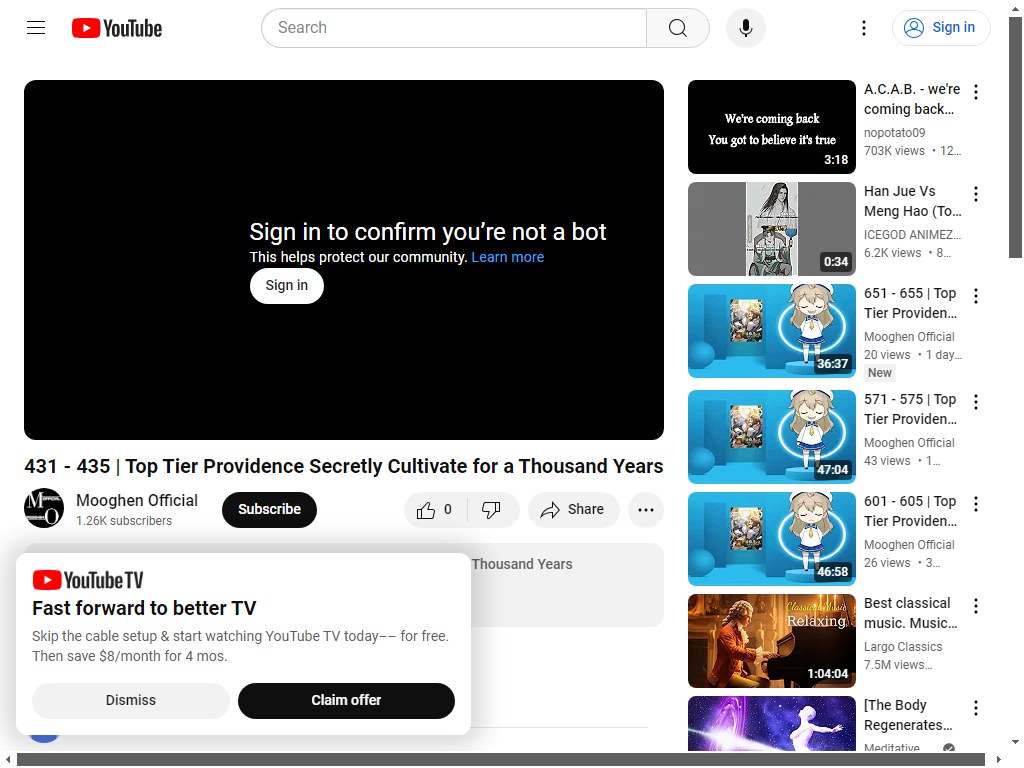 YouTube
Search
Sign in
Sign in to confirm you’re not a bot
This helps protect our community. Learn more
Sign in
431 - 435 | Top Tier Providence Secretly Cultivate for a Thousand Years
Mooghen Official
1.26K subscribers
Subscribe
0
Share
Thousand Years
YouTube TV
Fast forward to better TV
Skip the cable setup & start watching YouTube TV today–– for free.
Then save $8/month for 4 mos.
Dismiss
Claim offer
We're coming back
You got to believe it's true
3:18
A.C.A.B. - we're
coming back…
nopotato09
703K views • 12…
0:34
Han Jue Vs
Meng Hao (To…
ICEGOD ANIMEZ…
6.2K views • 8…
36:37
651 - 655 | Top
Tier Providen…
Mooghen Official
20 views • 1 day…
New
47:04
571 - 575 | Top
Tier Providen…
Mooghen Official
43 views • 1…
46:58
601 - 605 | Top
Tier Providen…
Mooghen Official
26 views • 3…
Classical Music
Relaxing
1:04:04
Best classical
music. Music…
Largo Classics
7.5M views…
[The Body
Regenerates…
Meditative